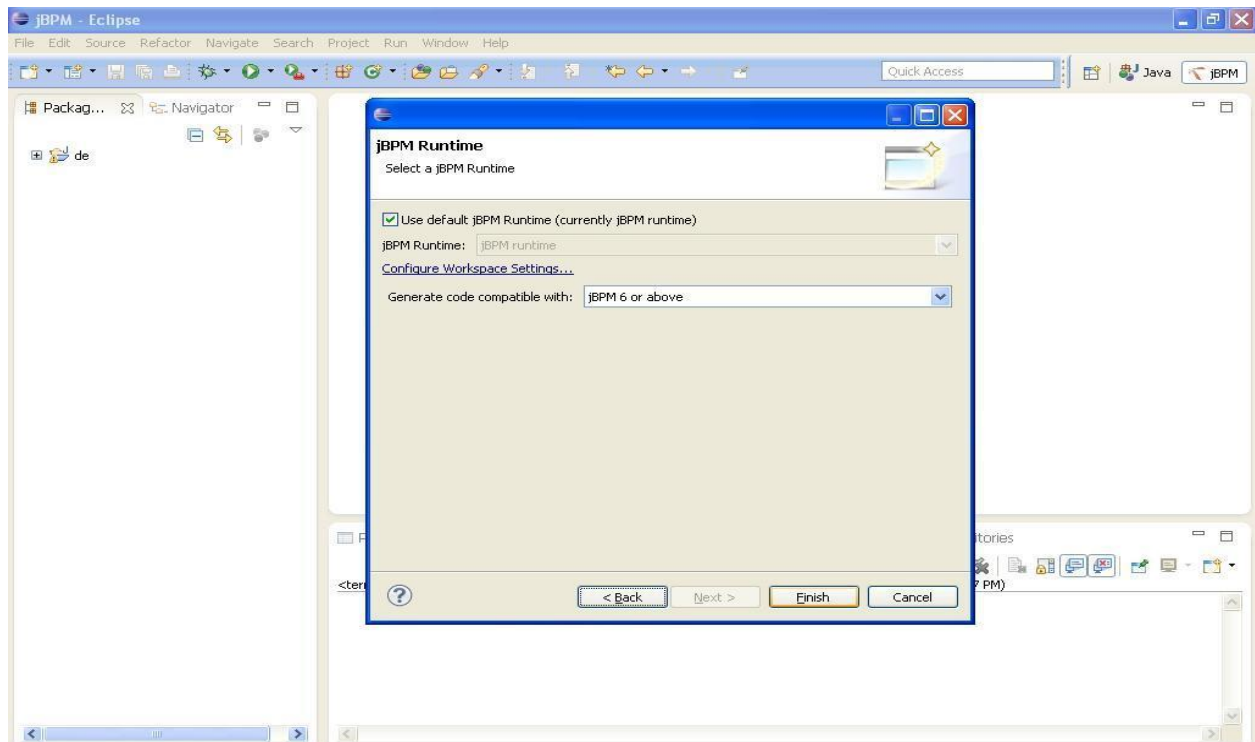 jBPM - Eclipse
File Edit Source Refactor Navigate Search Project Run Window Help
Quick Access
Java
jBPM
Packag...
Navigator
de
jBPM Runtime
Select a jBPM Runtime
Use default jBPM Runtime (currently jBPM runtime)
jBPM Runtime: jBPM runtime
Configure Workspace Settings...
Generate code compatible with: jBPM 6 or above
itories
<ter
7 PM)
< Back
Next >
Finish
Cancel